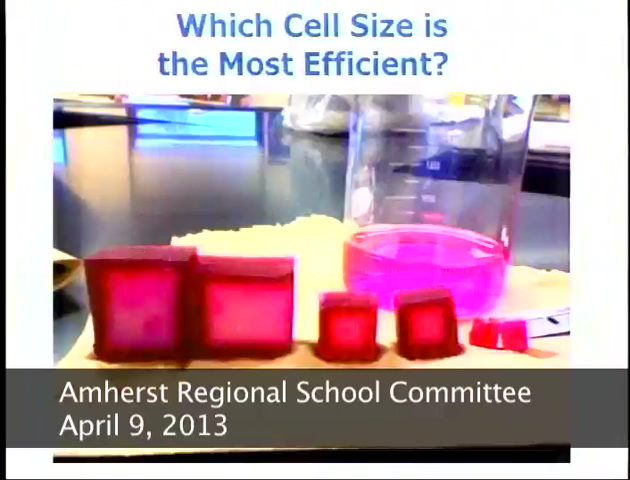 Which Cell Size is
the Most Efficient?
Amherst Regional School Committee
April 9, 2013